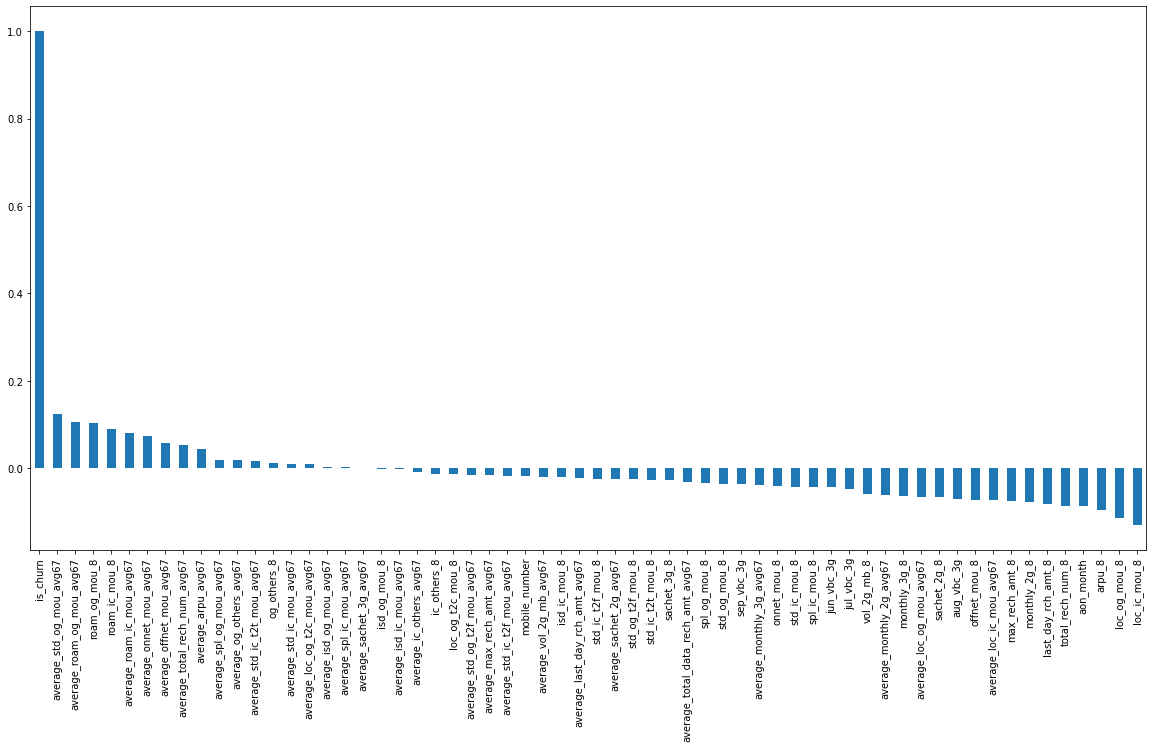 1.0
0.8
0.6
0.4
0.2
0.0
is_churn
average_std_og_mou_avg67
average_roam_og_mou_avg67
roam_og_mou_8
roam_ic_mou_8
average_roam_ic_mou_avg67
average_onnet_mou_avg67
average_offnet_mou_avg67
average_total_rech_num_avg67
average_arpu_avg67
average_spl_og_mou_avg67
average_og_others_avg67
average_std_ic_t2t_mou_avg67
og_others_8
average_std_ic_mou_avg67
average_loc_og_t2c_mou_avg67
average_isd_og_mou_avg67
average_spl_ic_mou_avg67
average_sachet_3g_avg67
isd_og_mou_8
average_isd_ic_mou_avg67
average_ic_others_avg67
ic_others_8
loc_og_t2c_mou_8
average_std_og_t2f_mou_avg67
average_max_rech_amt_avg67
average_std_ic_t2f_mou_avg67
mobile_number
average_vol_2g_mb_avg67
isd_ic_mou_8
average_last_day_rch_amt_avg67
std_ic_t2f_mou_8
average_sachet_2g_avg67
std_og_t2f_mou_8
std_ic_t2t_mou_8
sachet_3g_8
average_total_data_rech_amt_avg67
spl_og_mou_8
std_og_mou_8
sep_vbc_3g
average_monthly_3g_avg67
onnet_mou_8
std_ic_mou_8
spl_ic_mou_8
jun_vbc_3g
jul_vbc_3g
vol_2g_mb_8
average_monthly_2g_avg67
monthly_3g_8
average_loc_og_mou_avg67
sachet_2g_8
aug_vbc_3g
offnet_mou_8
average_loc_ic_mou_avg67
max_rech_amt_8
monthly_2g_8
last_day_rch_amt_8
total_rech_num_8
aon_month
arpu_8
loc_og_mou_8
loc_ic_mou_8